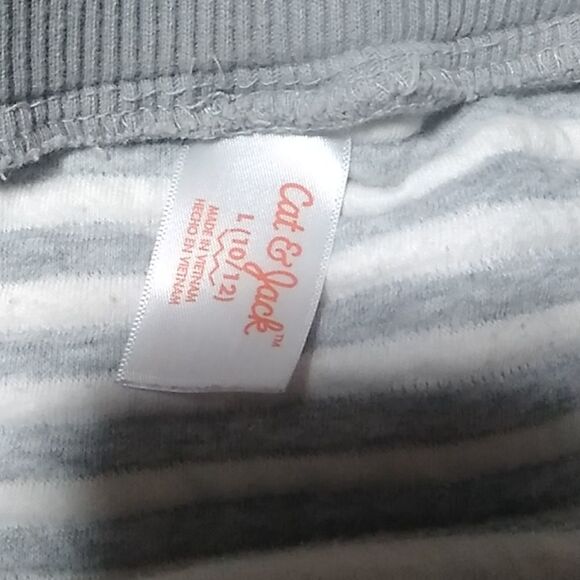 Cat & Jack™
L (10/12)
MADE IN VIETNAM
HECHO EN VIETNAM